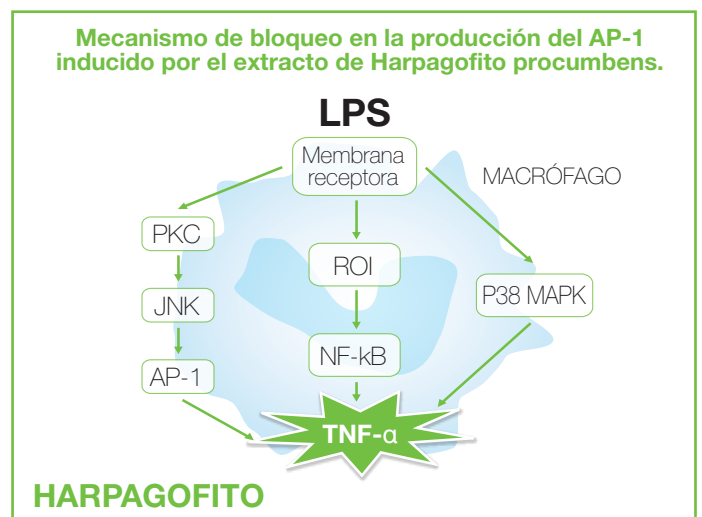 Mecanismo de bloqueo en la producción del AP-1
inducido por el extracto de Harpagofito procumbens.
LPS
Membrana
receptora
MACRÓFAGO
PKC
ROI
P38 MAPK
JNK
NF-kB
AP-1
TNF-α
HARPAGOFITO